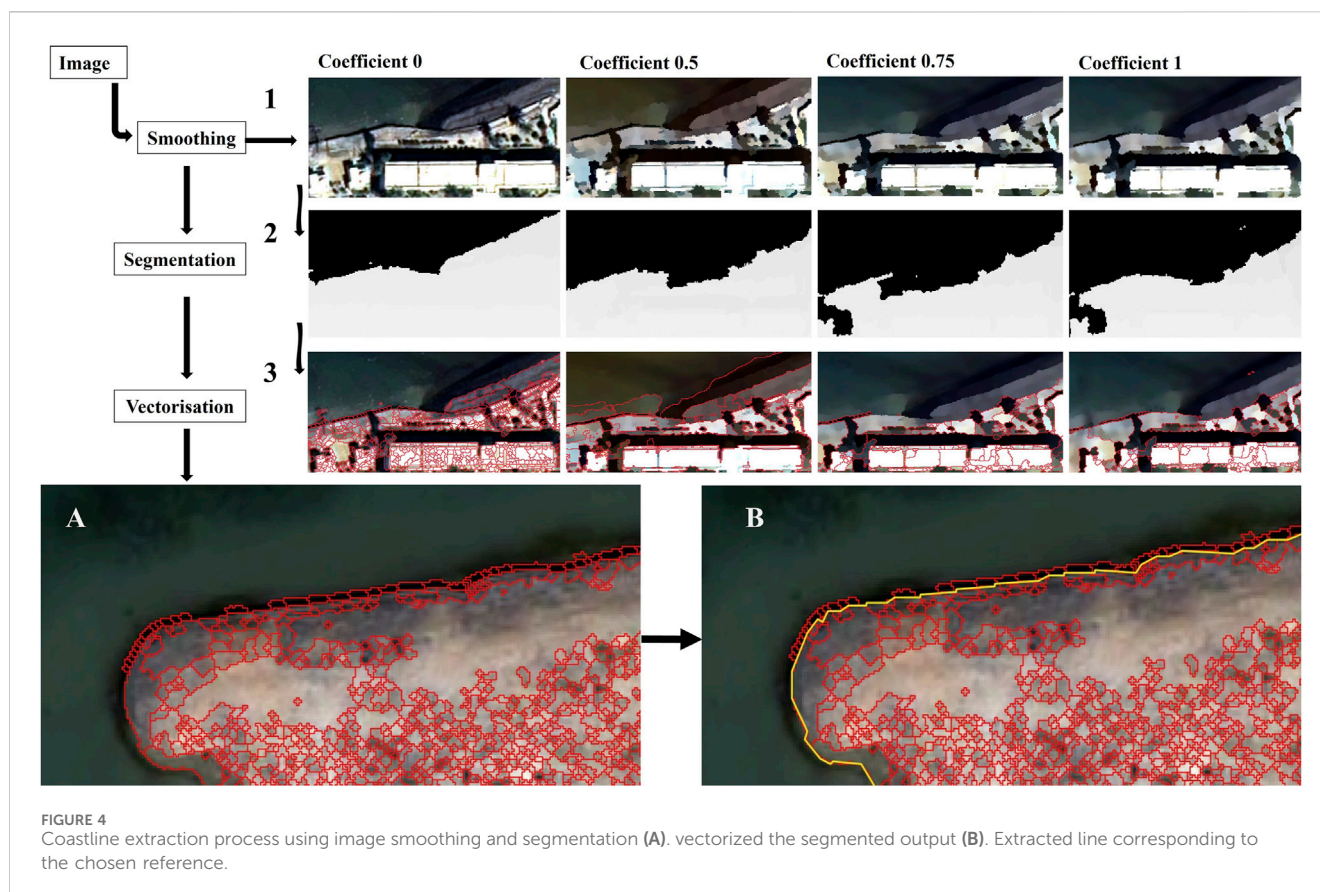 Image
Coefficient 0
Coefficient 0.5
Coefficient 0.75
Coefficient 1
1
Smoothing
2
Segmentation
3
Vectorisation
A
B
FIGURE 4
Coastline extraction process using image smoothing and segmentation (A). vectorized the segmented output (B). Extracted line corresponding to
the chosen reference.